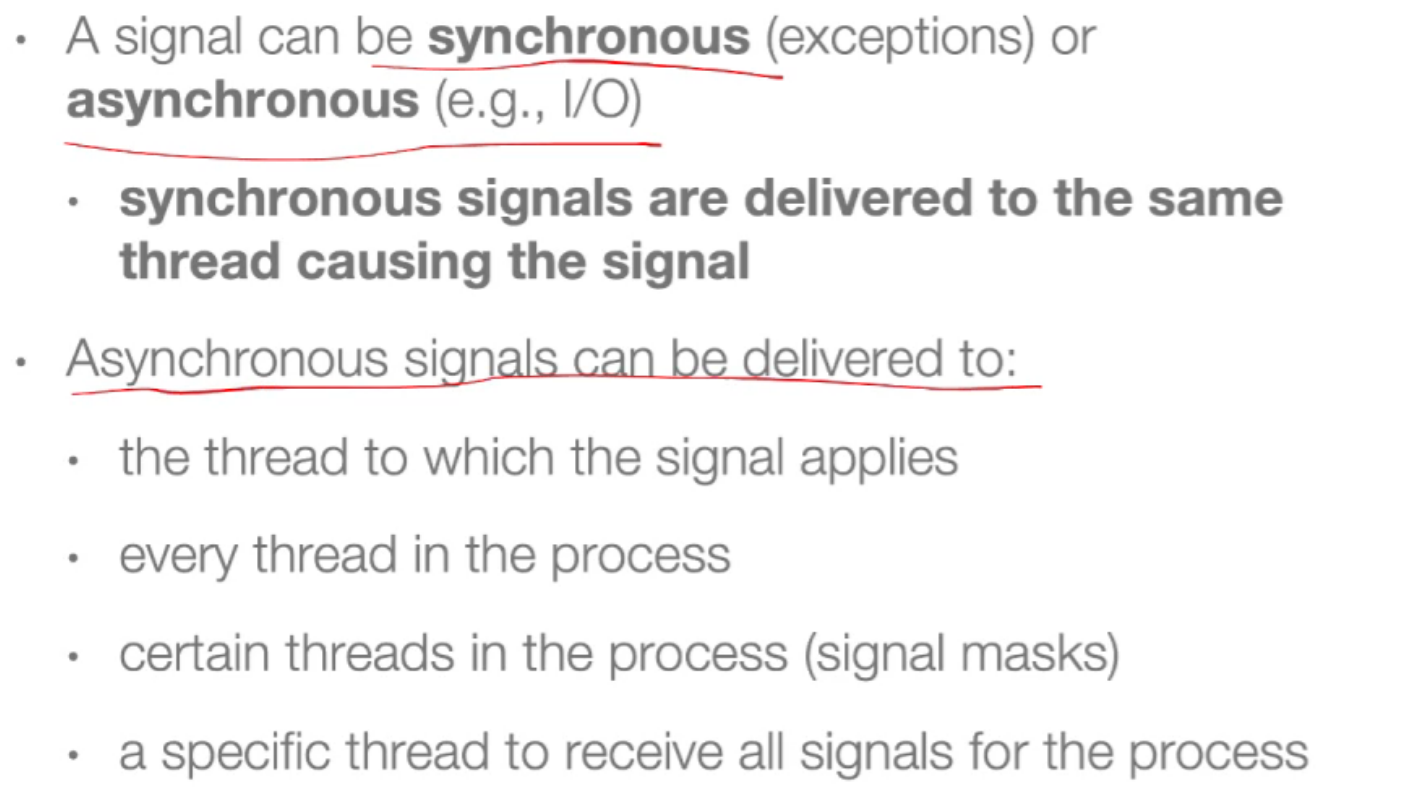 • A signal can be synchronous (exceptions) or
asynchronous (e.g., I/O)
• synchronous signals are delivered to the same
thread causing the signal
• Asynchronous signals can be delivered to:
• the thread to which the signal applies
• every thread in the process
• certain threads in the process (signal masks)
• a specific thread to receive all signals for the process